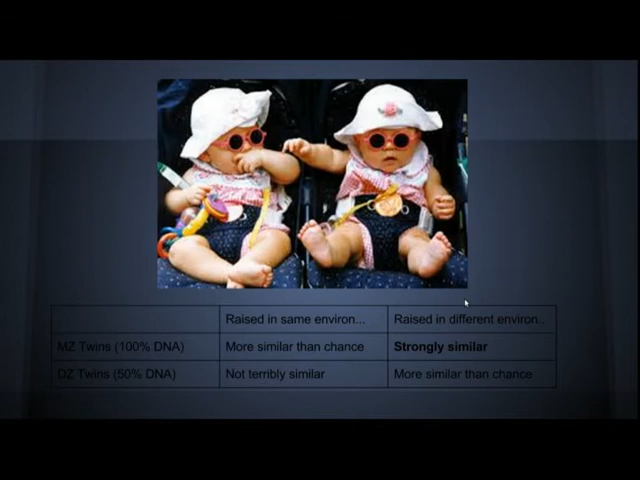 Raised in same environ... Raised in different environ..
MZ Twins (100% DNA) More similar than chance Strongly similar
DZ Twins (50% DNA) Not terribly similar More similar than chance